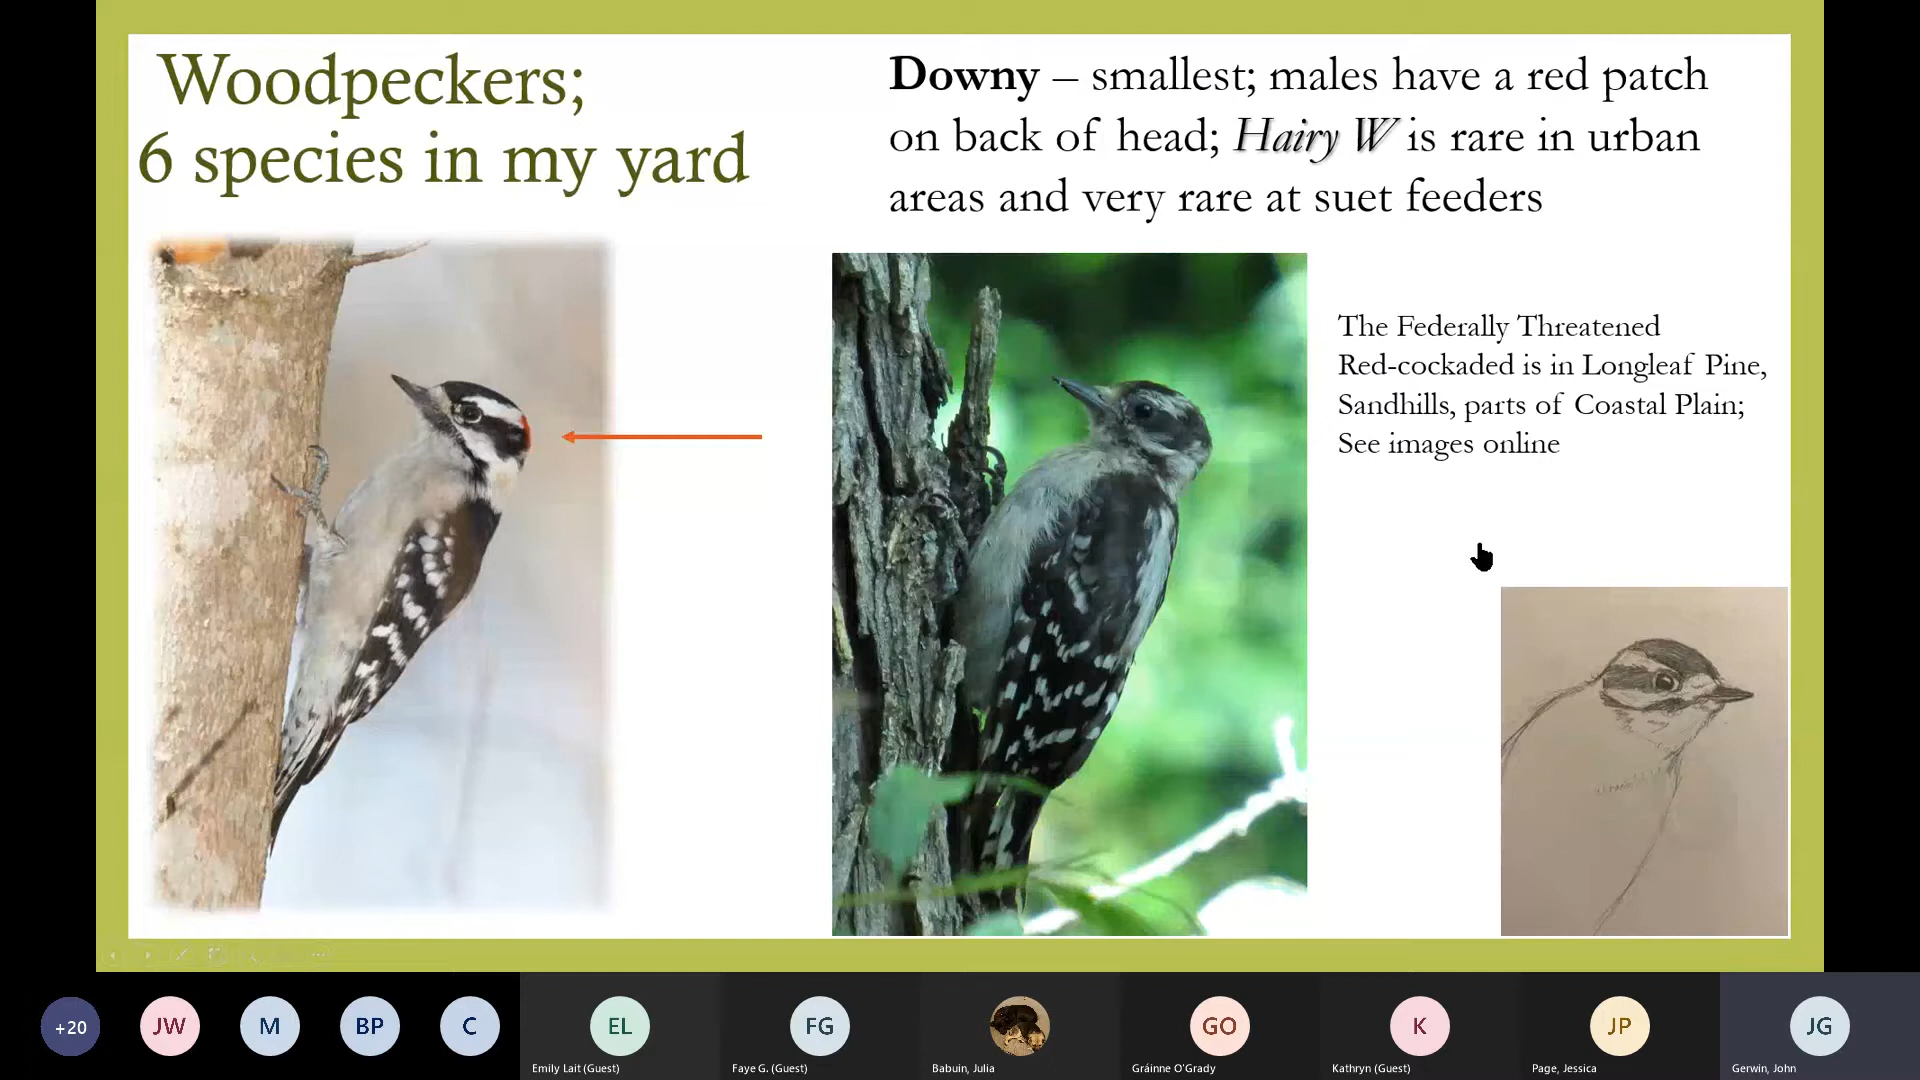 Woodpeckers;
6 species in my yard
Downy – smallest; males have a red patch
on back of head; Hairy W is rare in urban
areas and very rare at suet feeders
The Federally Threatened
Red-cockaded is in Longleaf Pine,
Sandhills, parts of Coastal Plain;
See images online
+20
JW
M
BP
C
EL
FG
GO
K
JP
JG
Emily Lait (Guest)
Faye G. (Guest)
Babuin, Julia
Gráinne O'Grady
Kathryn (Guest)
Page, Jessica
Gerwin, John